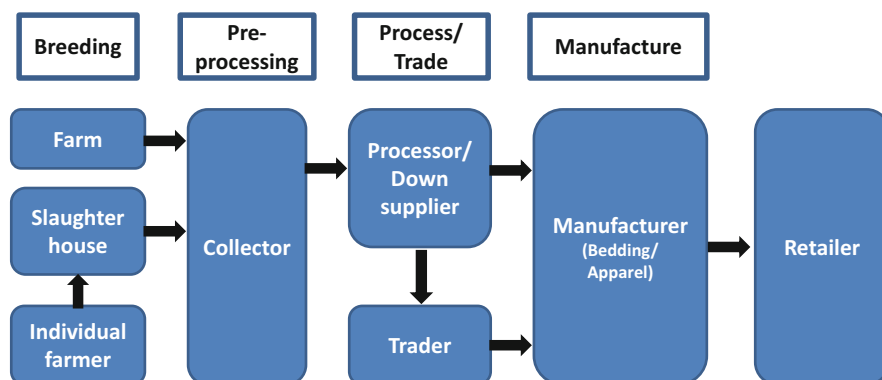 Breeding
Pre-
processing
Process/
Trade
Manufacture
Farm
Slaughter
house
Individual
farmer
Collector
Processor/
Down
supplier
Trader
Manufacturer
(Bedding/
Apparel)
Retailer